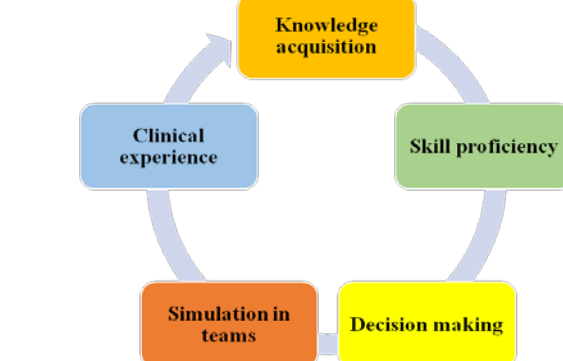 Knowledge
acquisition
Clinical
experience
Skill proficiency
Simulation in
teams
Decision making